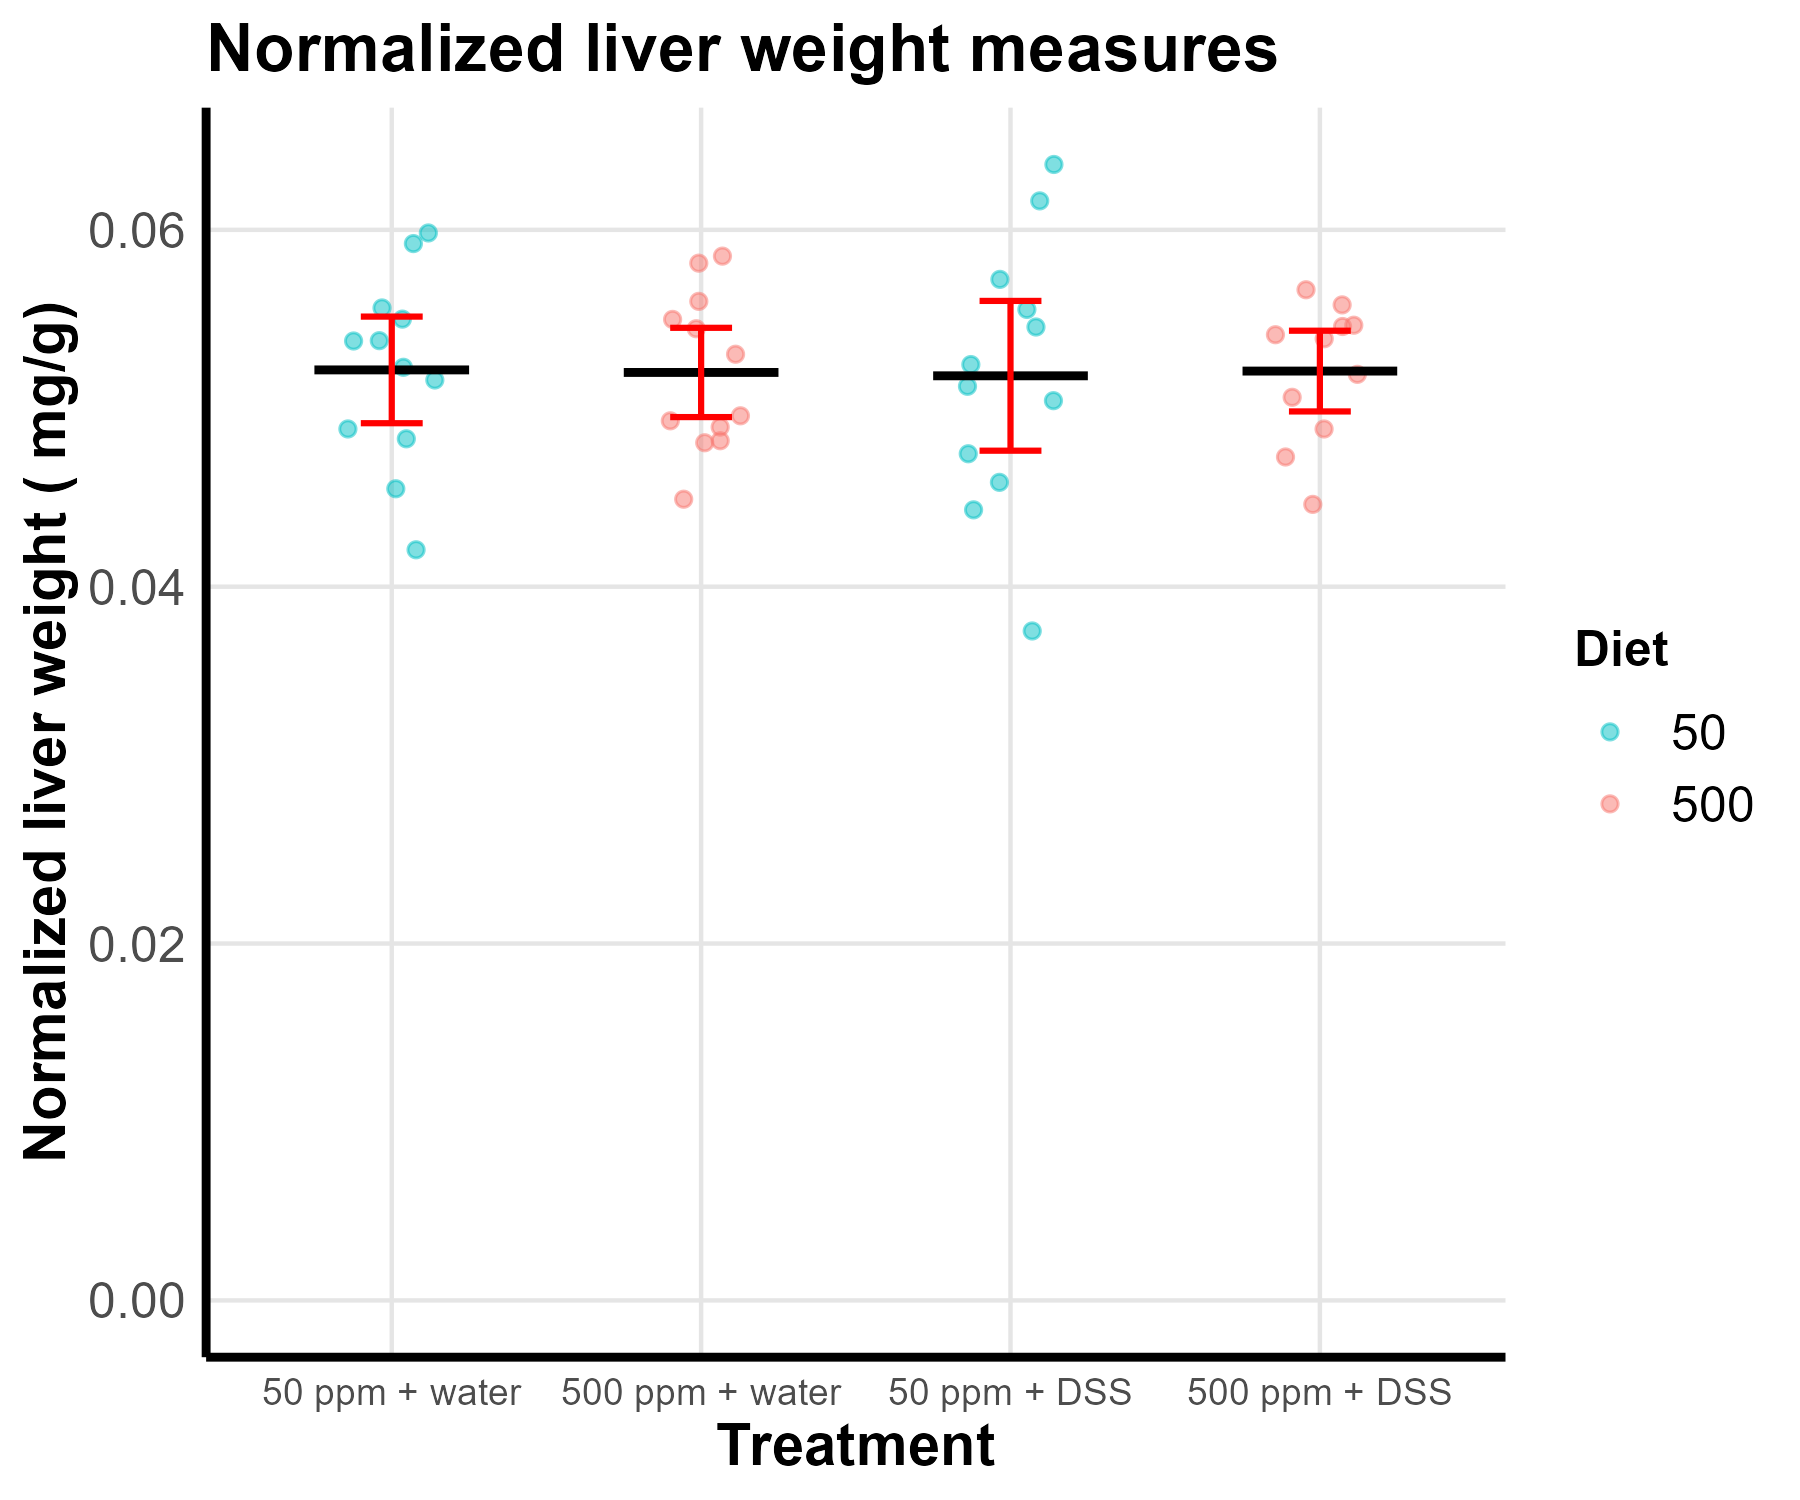 Normalized liver weight measures
Normalized liver weight ( mg/g)
0.06
0.04
0.02
0.00
50 ppm + water
500 ppm + water
50 ppm + DSS
500 ppm + DSS
Treatment
Diet
50
500